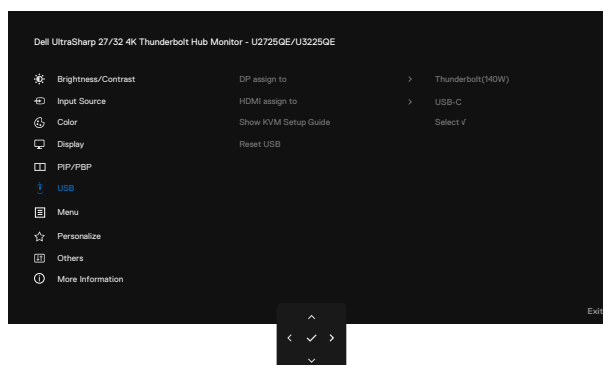 Dell UltraSharp 27/32 4K Thunderbolt Hub Monitor - U2725QE/U3225QE
Brightness/Contrast DP assign to > Thunderbolt(140W)
Input Source HDMI assign to > USB-C
Color Show KVM Setup Guide Select √
Display Reset USB
PIP/PBP
USB
Menu
Personalize
Others
More Information
Exit